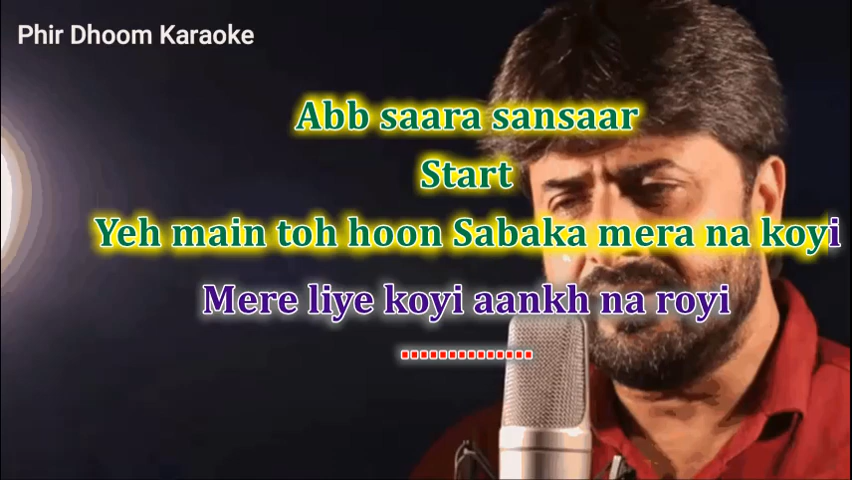 Phir Dhoom Karaoke
Abb saara sansaar
Start
Yeh main toh hoon Sabaka mera na koyi
Mere liye koyi aankh na royi
..............